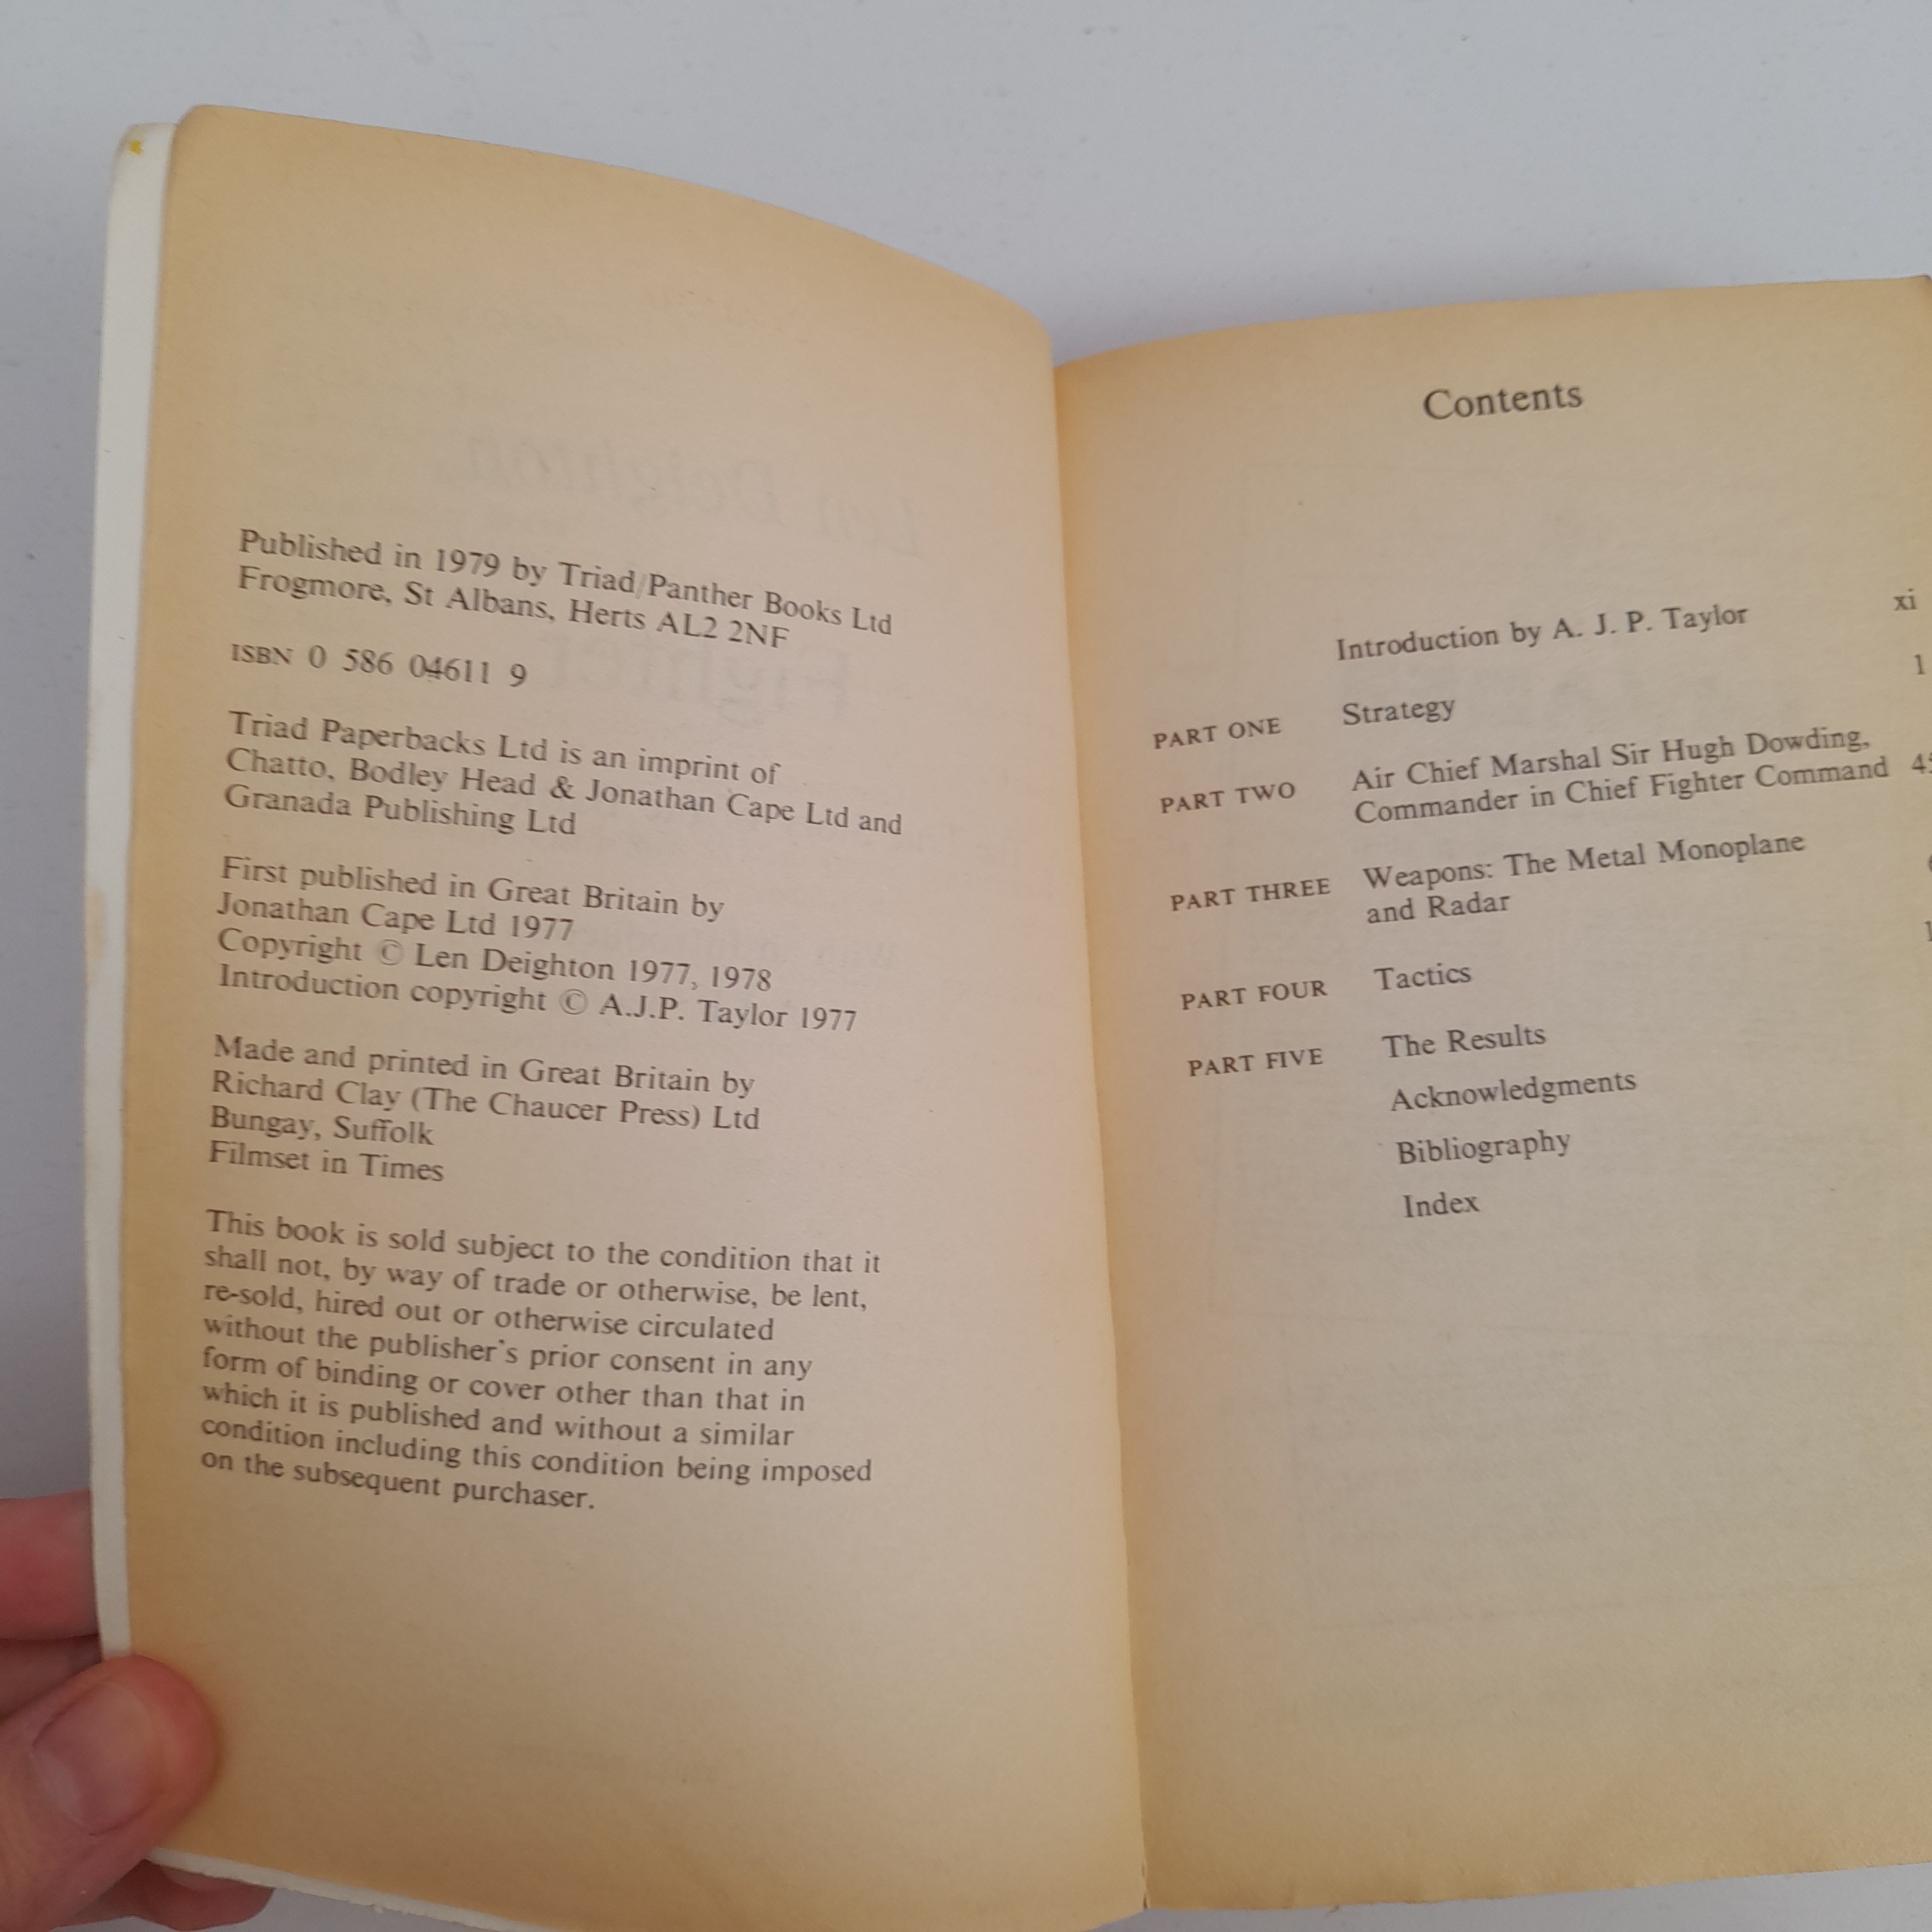 Published in 1979 by Triad/Panther Books Ltd
Frogmore, St Albans, Herts AL2 2NF
ISBN 0 586 04611 9
Triad Paperbacks Ltd is an imprint of
Chatto, Bodley Head & Jonathan Cape Ltd and
Granada Publishing Ltd
First published in Great Britain by
Jonathan Cape Ltd 1977
Copyright © Len Deighton 1977, 1978
Introduction copyright © A.J.P. Taylor 1977
Made and printed in Great Britain by
Richard Clay (The Chaucer Press) Ltd
Bungay, Suffolk
Filmset in Times
This book is sold subject to the condition that it
shall not, by way of trade or otherwise, be lent,
re-sold, hired out or otherwise circulated
without the publisher's prior consent in any
form of binding or cover other than that in
which it is published and without a similar
condition including this condition being imposed
on the subsequent purchaser.
Contents
Introduction by A. J. P. Taylor xi
PART ONE Strategy 1
PART TWO Air Chief Marshal Sir Hugh Dowding,
Commander in Chief Fighter Command
PART THREE Weapons: The Metal Monoplane
and Radar
PART FOUR Tactics
PART FIVE The Results
Acknowledgments
Bibliography
Index